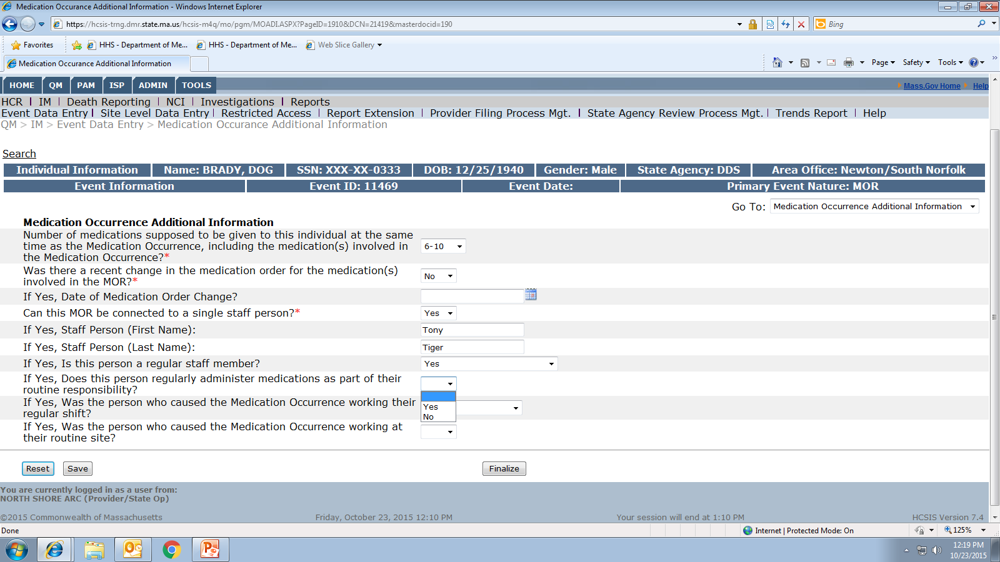 Medication Occurance Additional Information - Windows Internet Explorer
https://hcsis-trng.dmr.state.ma.us/hcsis-m4q/mo/pgm/MOADI.ASPX?PageID=1910&DCN=21419&masterdocid=190
Bing
Favorites
HHS - Department of Me...
HHS - Department of Me...
Web Slice Gallery
Medication Occurance Additional Information
Page
Safety
Tools
HOME QM PAM ISP ADMIN TOOLS
Mass.Gov Home Help
HCR | IM | Death Reporting | NCI | Investigations | Reports
Event Data Entry | Site Level Data Entry | Restricted Access | Report Extension | Provider Filing Process Mgt. | State Agency Review Process Mgt. | Trends Report | Help
QM > IM > Event Data Entry > Medication Occurance Additional Information
Search
Individual Information Name: BRADY, DOG SSN: XXX-XX-0333 DOB: 12/25/1940 Gender: Male State Agency: DDS Area Office: Newton/South Norfolk
Event Information Event ID: 11469 Event Date: Primary Event Nature: MOR
Go To: Medication Occurrence Additional Information
Medication Occurrence Additional Information
Number of medications supposed to be given to this individual at the same
time as the Medication Occurrence, including the medication(s) involved in
the Medication Occurrence?*
6-10
Was there a recent change in the medication order for the medication(s)
involved in the MOR?*
No
If Yes, Date of Medication Order Change?
Can this MOR be connected to a single staff person?* Yes
If Yes, Staff Person (First Name): Tony
If Yes, Staff Person (Last Name): Tiger
If Yes, Is this person a regular staff member? Yes
If Yes, Does this person regularly administer medications as part of their
routine responsibility?
Yes
No
If Yes, Was the person who caused the Medication Occurrence working their
regular shift?
If Yes, Was the person who caused the Medication Occurrence working at
their routine site?
Reset Save Finalize
You are currently logged in as a user from:
NORTH SHORE ARC (Provider/State Op)
©2015 Commonwealth of Massachusetts Friday, October 23, 2015 12:10 PM Your session will end at 1:10 PM HCSIS Version 7.4
Done Internet | Protected Mode: On 125%
12:19 PM
10/23/2015